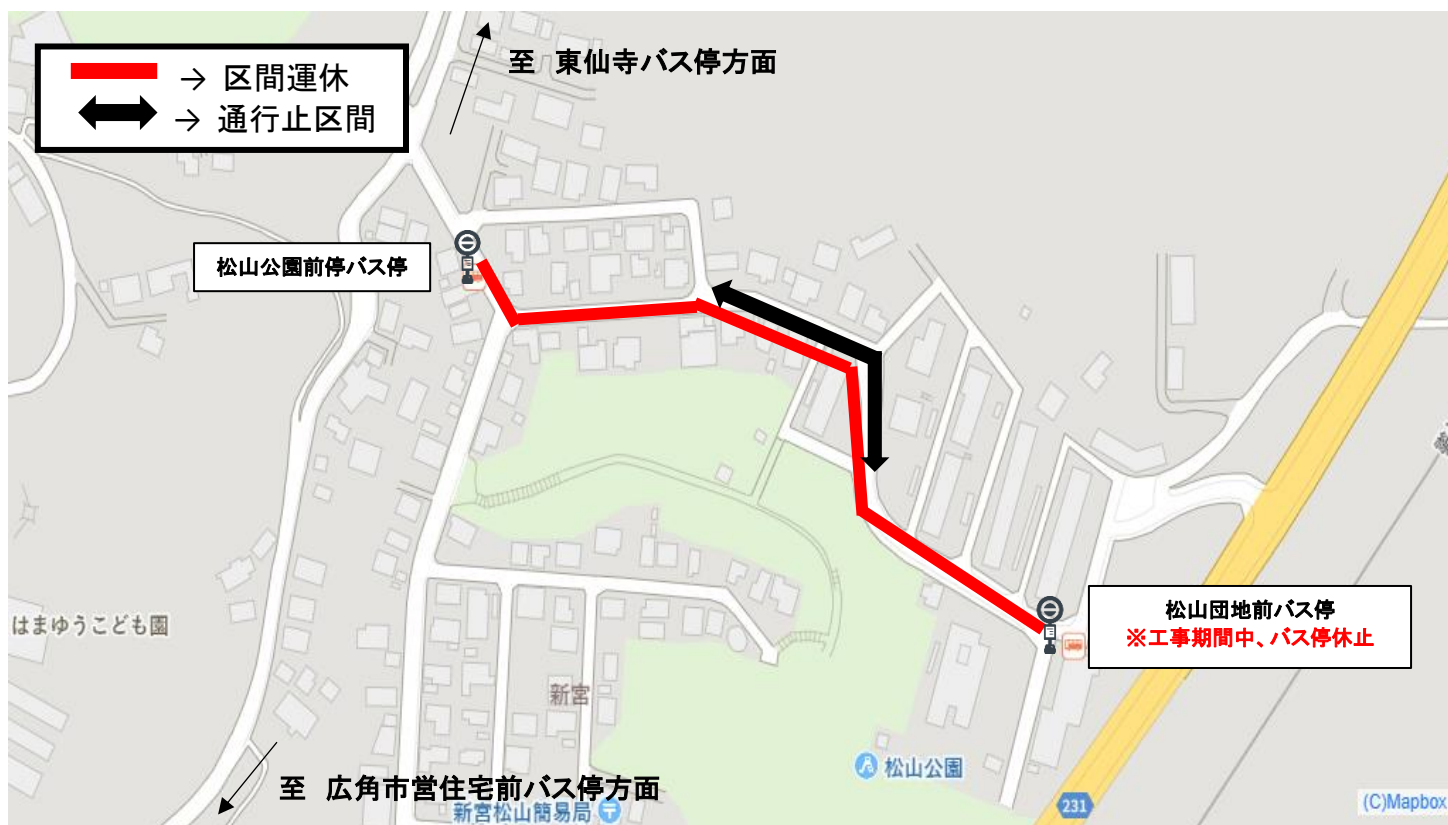 → 区間運休
→ 通行止区間
至 東仙寺バス停方面
松山公園前停バス停
松山団地前バス停
※工事期間中、バス停休止
はまゆうこども園
新宮
松山公園
至 広角市営住宅前バス停方面
新宮松山簡易局
231
(C)Mapbox